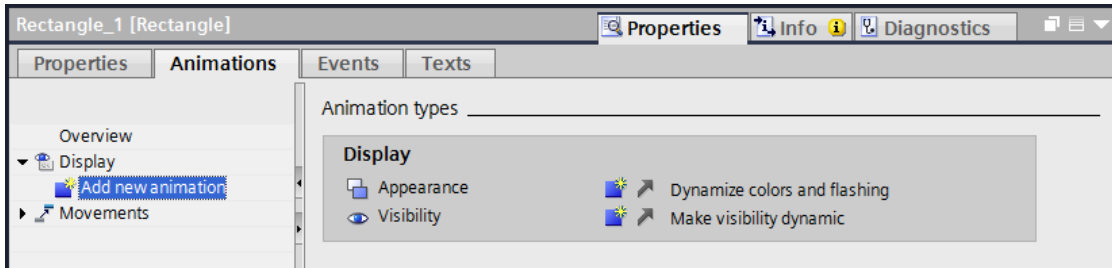 Rectangle_1 [Rectangle] Properties Info Diagnostics
Properties Animations Events Texts
Animation types
Overview
Display
Add new animation
Movements
Display
Appearance Dynamize colors and flashing
Visibility Make visibility dynamic